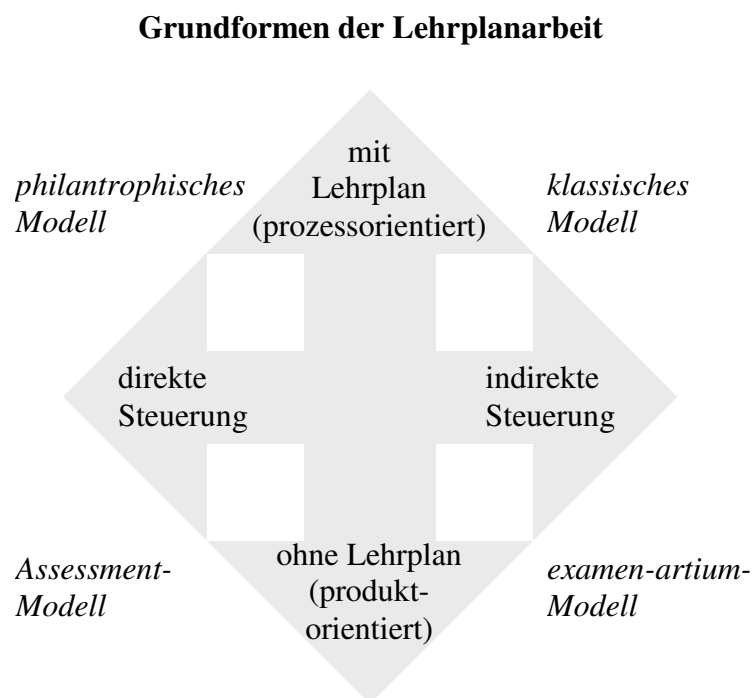 Grundformen der Lehrplanarbeit
mit
Lehrplan
(prozessorientiert)
philantrophisches
Modell
klassisches
Modell
direkte
Steuerung
indirekte
Steuerung
ohne Lehrplan
(produkt-
orientiert)
Assessment-
Modell
examen-artium-
Modell